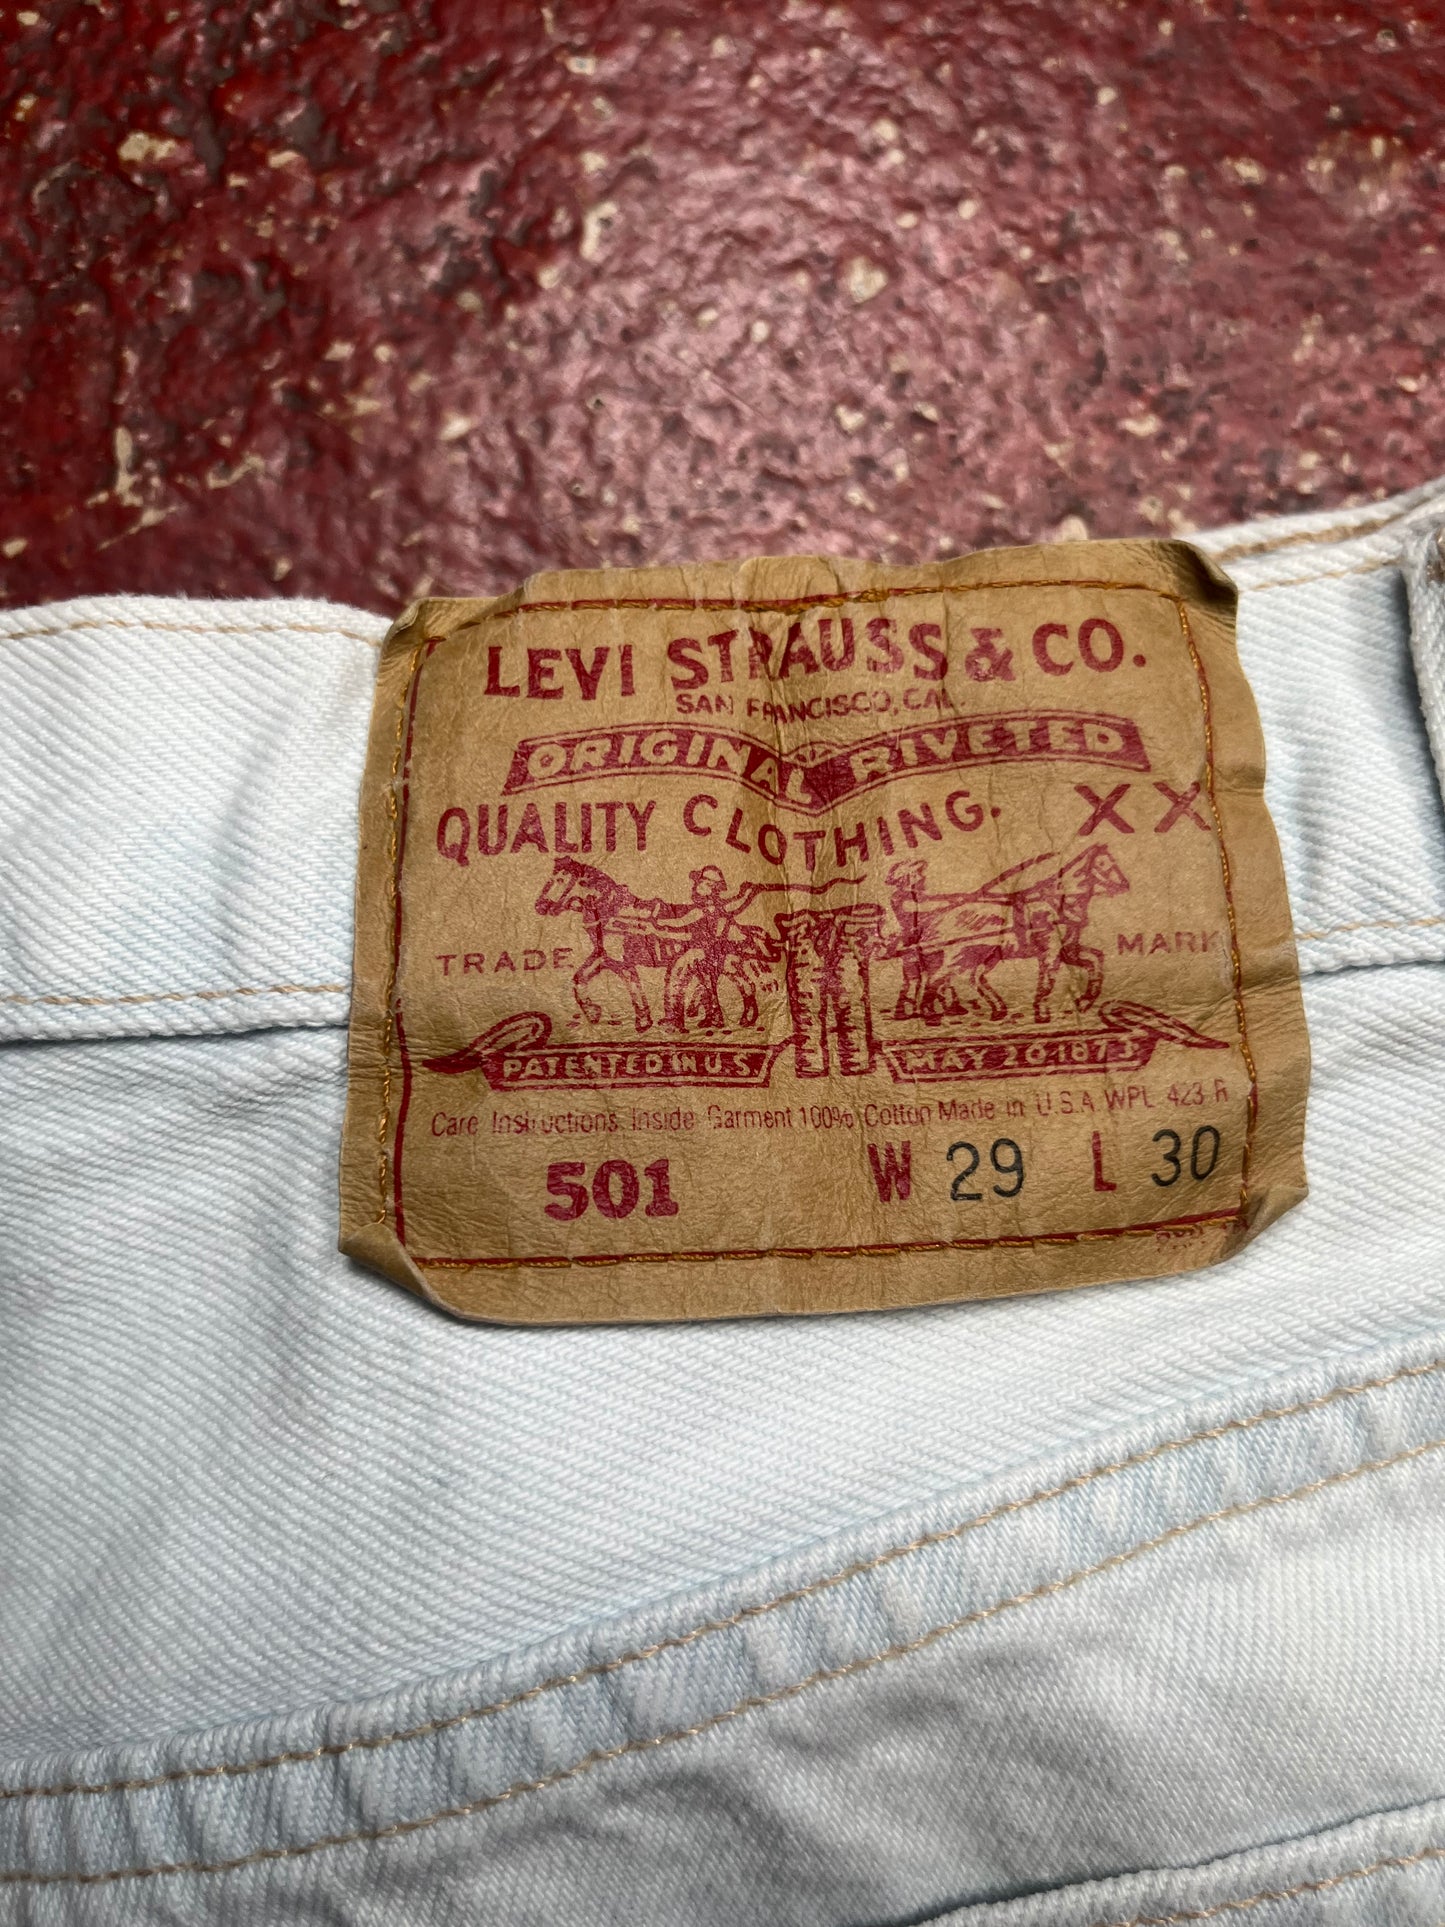 LEVI STRAUSS & CO.
SAN FRANCISCO, CAL.
ORIGINAL RIVETED
QUALITY CLOTHING. XX
TRADE MARK
PATENTED IN U.S. MAY 20 1873
Care Instructions Inside Garment 100% Cotton Made in U.S.A WPL 423 R
501 W 29 L 30